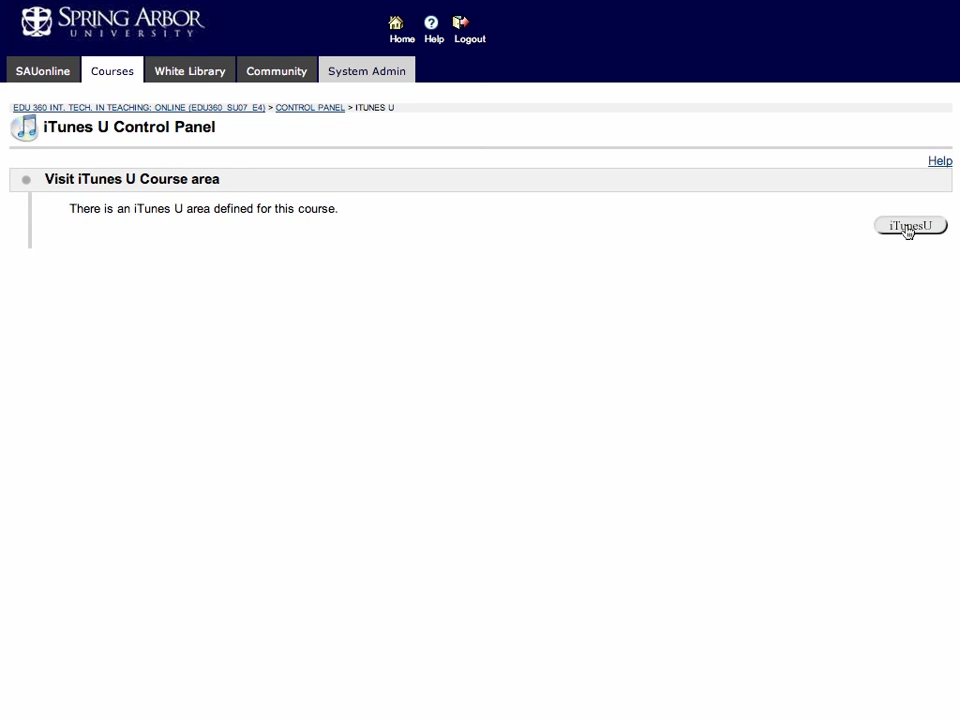 SPRING ARBOR
UNIVERSITY
Home Help Logout
SAUonline Courses White Library Community System Admin
EDU 360 INT. TECH. IN TEACHING: ONLINE (EDU360_SU07_E4) > CONTROL PANEL > ITUNES U
iTunes U Control Panel
Help
Visit iTunes U Course area
There is an iTunes U area defined for this course.
iTunesU